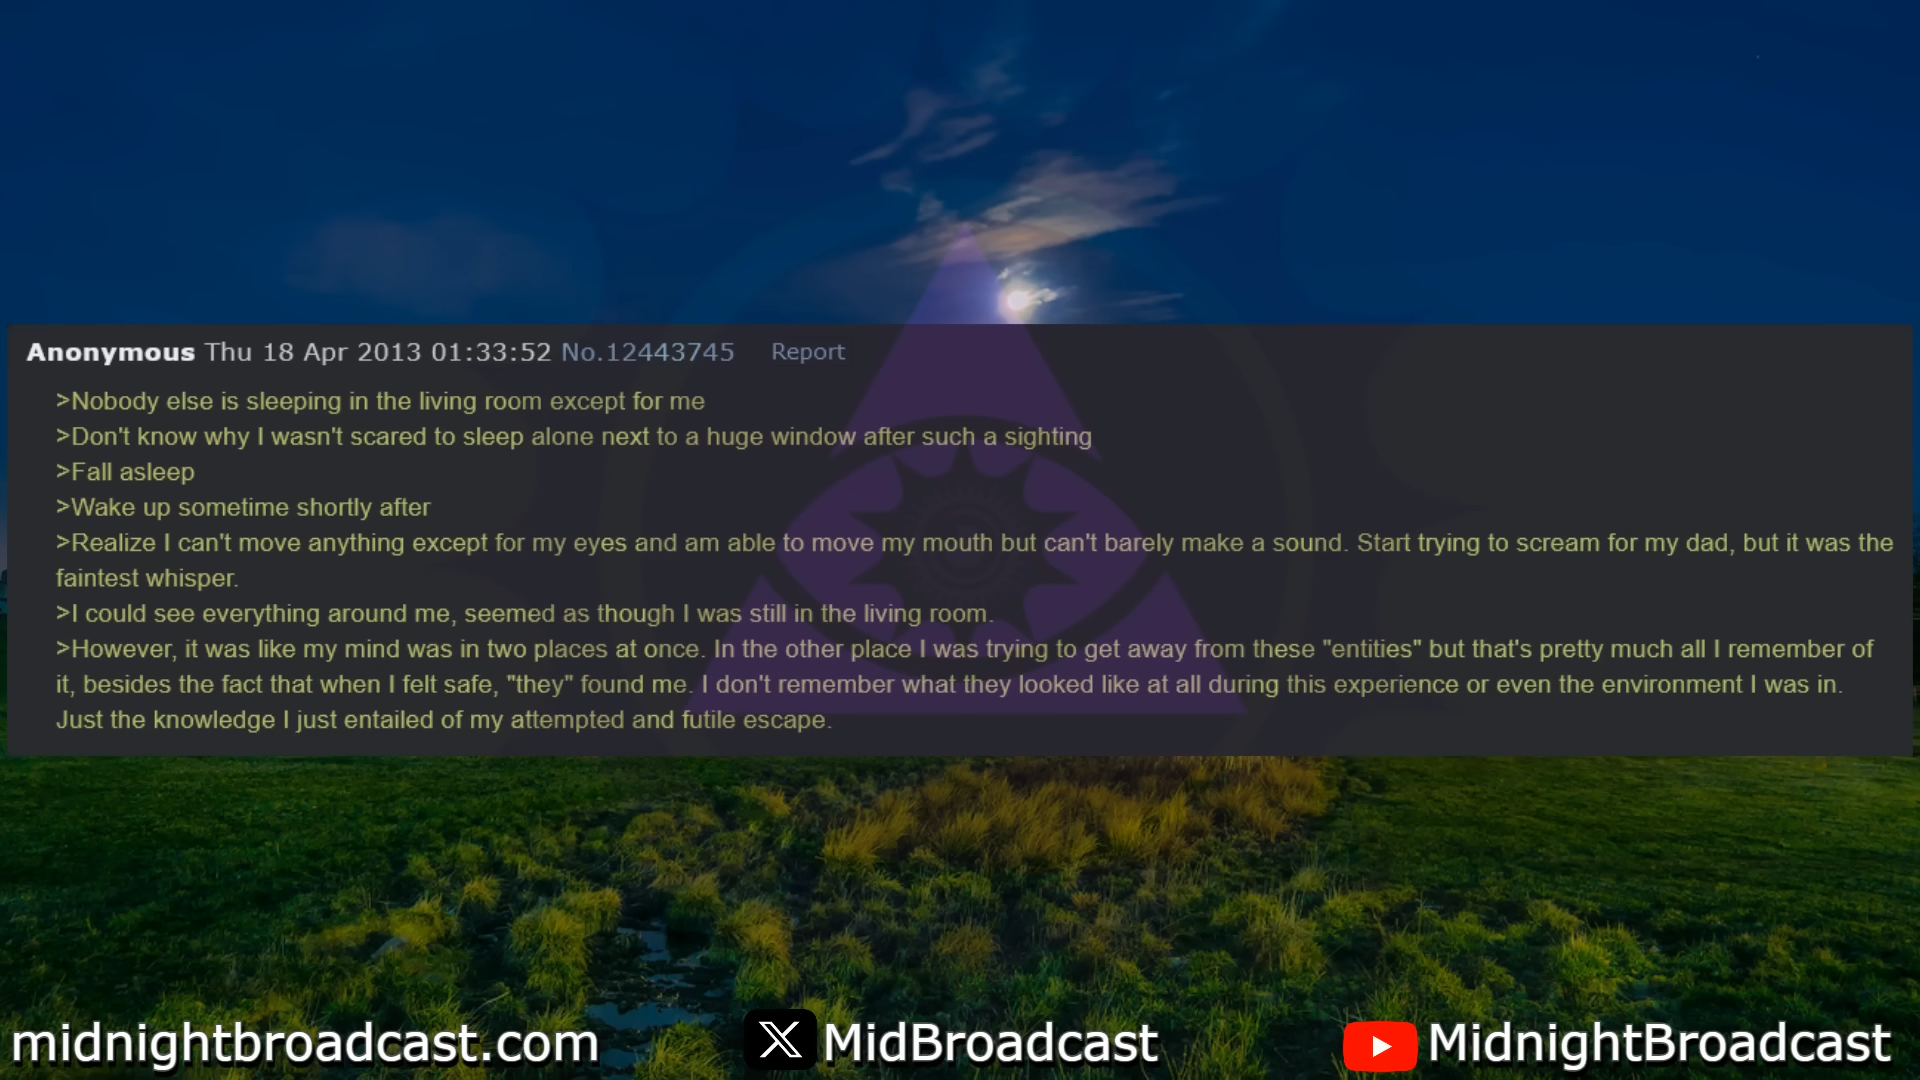 Anonymous Thu 18 Apr 2013 01:33:52 No.12443745 Report
>Nobody else is sleeping in the living room except for me
>Don't know why I wasn't scared to sleep alone next to a huge window after such a sighting
>Fall asleep
>Wake up sometime shortly after
>Realize I can't move anything except for my eyes and am able to move my mouth but can't barely make a sound. Start trying to scream for my dad, but it was the
faintest whisper.
>I could see everything around me, seemed as though I was still in the living room.
>However, it was like my mind was in two places at once. In the other place I was trying to get away from these "entities" but that's pretty much all I remember of
it, besides the fact that when I felt safe, "they" found me. I don't remember what they looked like at all during this experience or even the environment I was in.
Just the knowledge I just entailed of my attempted and futile escape.
midnightbroadcast.com MidBroadcast MidnightBroadcast